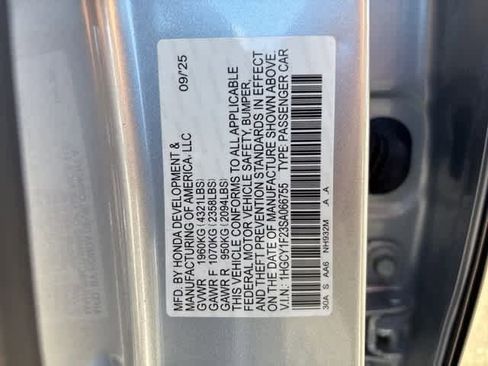 09/'25
MFD. BY HONDA DEVELOPMENT &
MANUFACTURING OF AMERICA, LLC
GVWR 1960KG(4321LBS)
GAWR F 1070KG(2358LBS)
GAWR R 950KG(2094LBS)
THIS VEHICLE CONFORMS TO ALL APPLICABLE
FEDERAL MOTOR VEHICLE SAFETY, BUMPER,
AND THEFT PREVENTION STANDARDS IN EFFECT
ON THE DATE OF MANUFACTURE SHOWN ABOVE.
V.I.N: 1HGCY1F23SA066755 TYPE: PASSENGER CAR
30A S AA6 NH932M A A